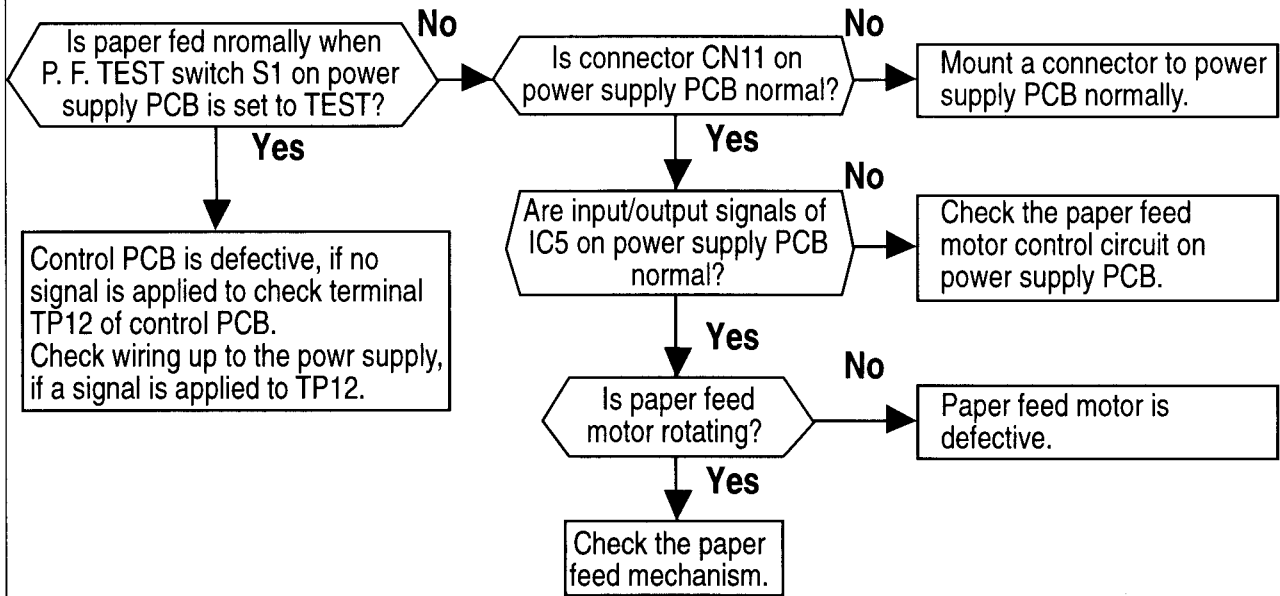 Is paper fed nromally when
P. F. TEST switch S1 on power
supply PCB is set to TEST?
No
Is connector CN11 on
power supply PCB normal?
No
Mount a connector to power
supply PCB normally.
Yes
Yes
Control PCB is defective, if no
signal is applied to check terminal
TP12 of control PCB.
Check wiring up to the powr supply,
if a signal is applied to TP12.
Are input/output signals of
IC5 on power supply PCB
normal?
No
Check the paper feed
motor control circuit on
power supply PCB.
Yes
Is paper feed
motor rotating?
No
Paper feed motor is
defective.
Yes
Check the paper
feed mechanism.